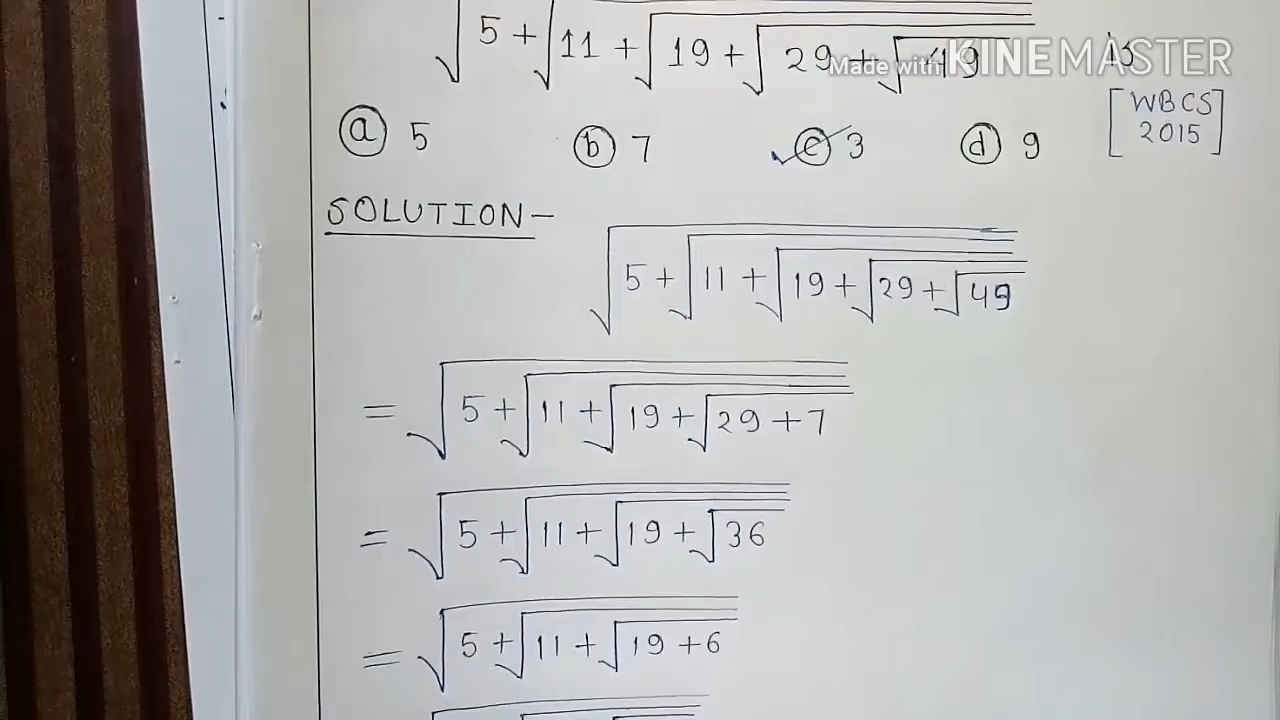 √5+√11+√19+√29+√49 is
ⓐ 5 ⓑ 7 ⓒ 3 ⓓ 9
[WBCS 2015]
Made with KINEMASTER
SOLUTION-
√5+√11+√19+√29+√49
= √5+√11+√19+√29+7
= √5+√11+√19+√36
= √5+√11+√19+6